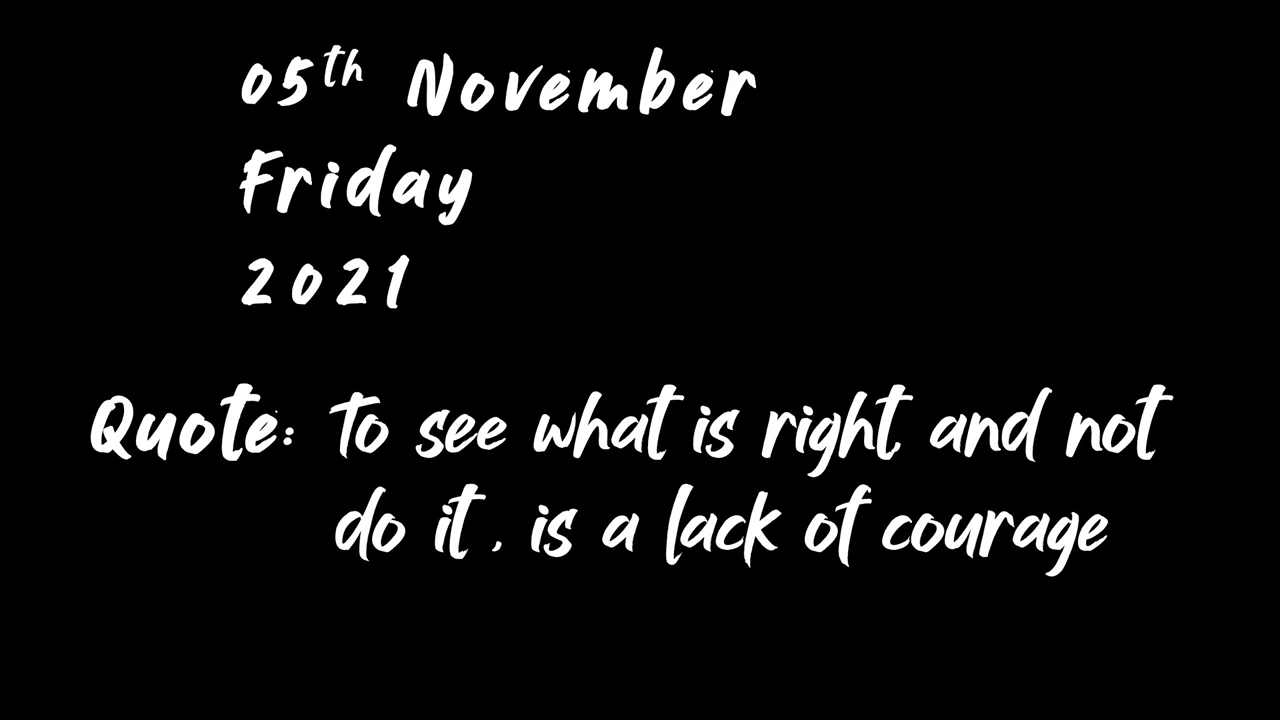 05th November
Friday
2021
Quote: To see what is right, and not
do it, is a lack of courage